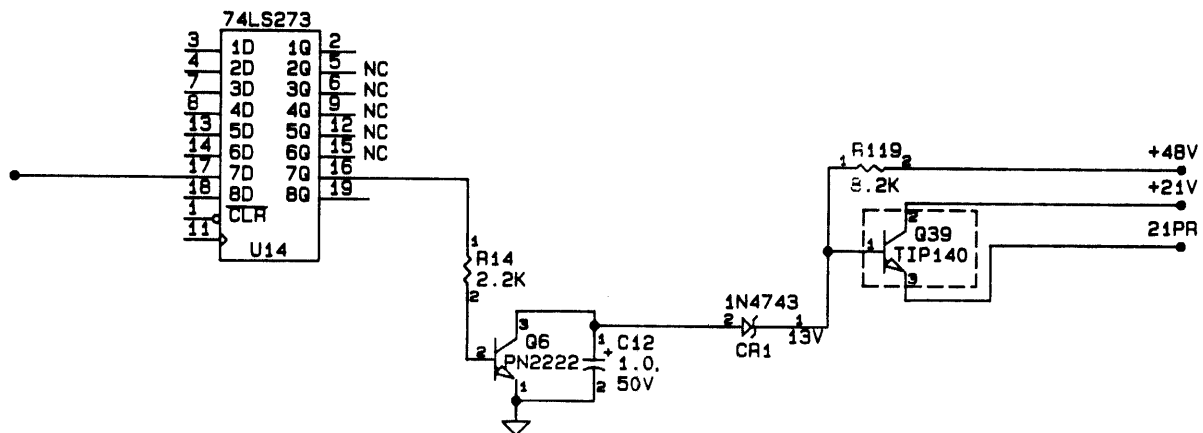 74LS273
3 1D 1Q 2
4 2D 2Q 5 NC
7 3D 3Q 6 NC
8 4D 4Q 9 NC
13 5D 5Q 12 NC
14 6D 6Q 15 NC
17 7D 7Q 16
18 8D 8Q 19
1 CLR
11
U14
1
R14
2.2K
2
3
Q6
2
PN2222
1
1
C12
+
1.0,
50V
2
1N4743
2
1
13V
CR1
R119
1
2
8.2K
+48V
+21V
21PR
2
Q39
1
TIP140
3